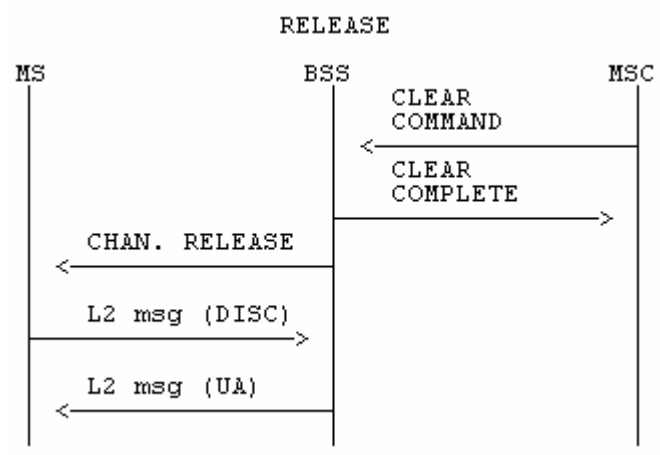 RELEASE
MS BSS MSC
CLEAR
COMMAND
CLEAR
COMPLETE
CHAN. RELEASE
L2 msg (DISC)
L2 msg (UA)